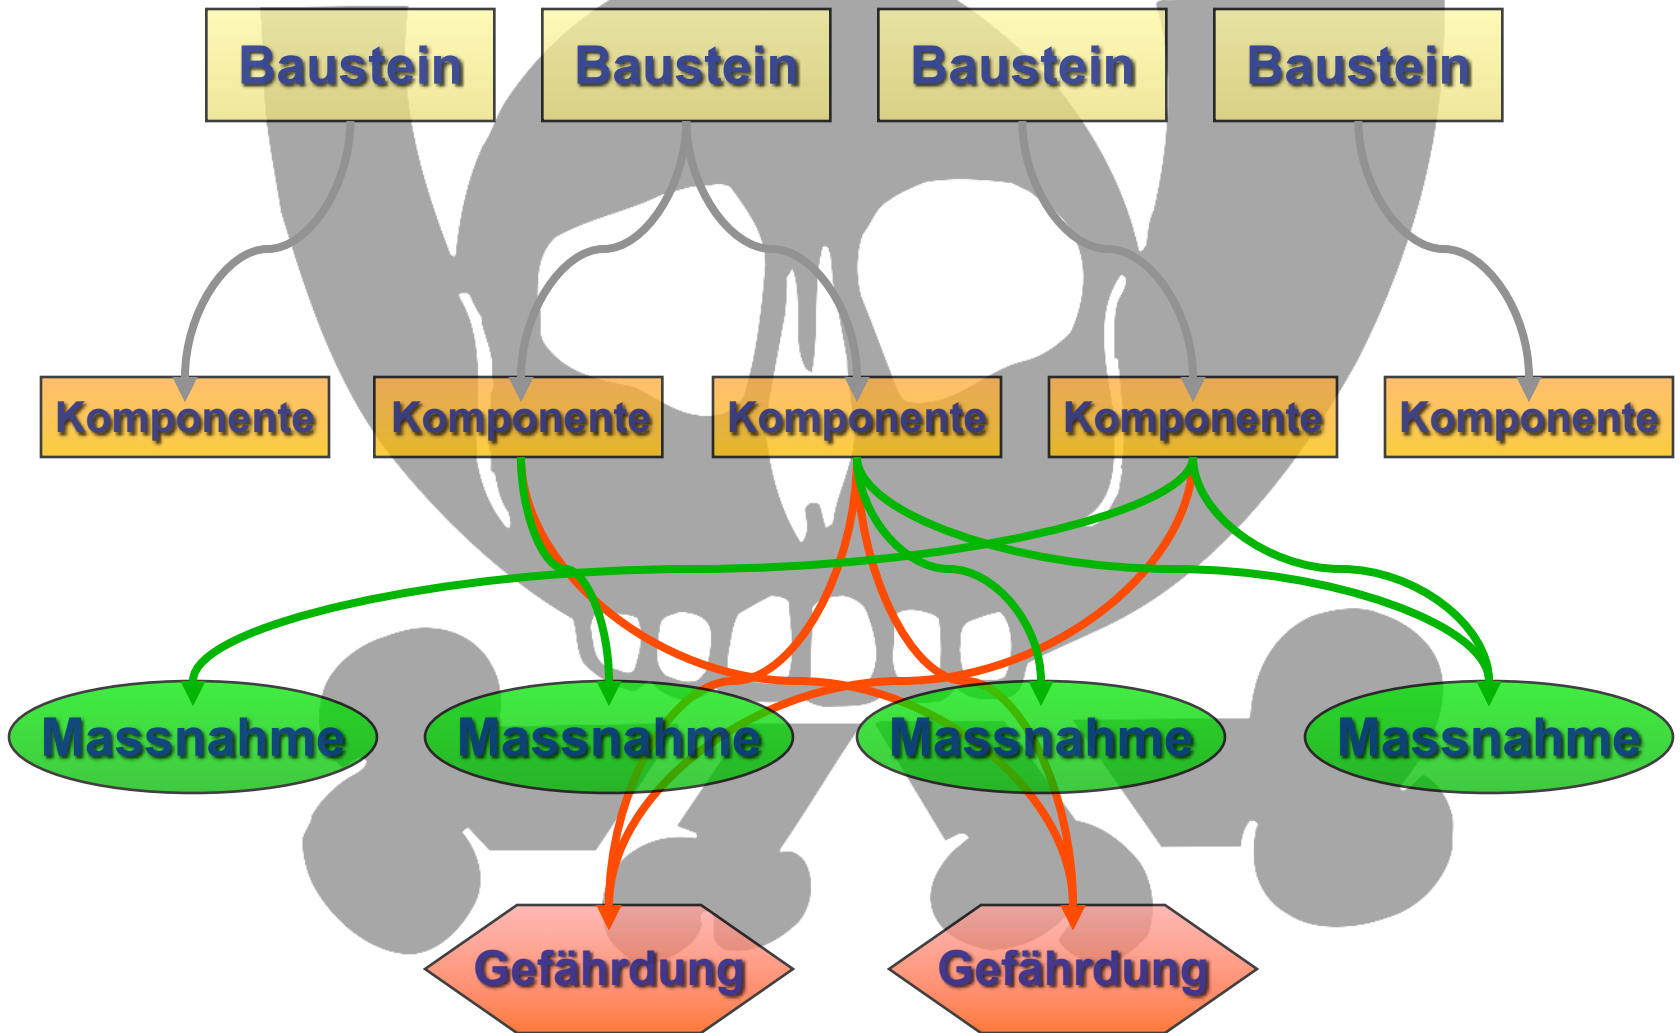 Baustein Baustein Baustein Baustein
Komponente Komponente Komponente Komponente Komponente
Massnahme Massnahme Massnahme Massnahme
Gefährdung Gefährdung